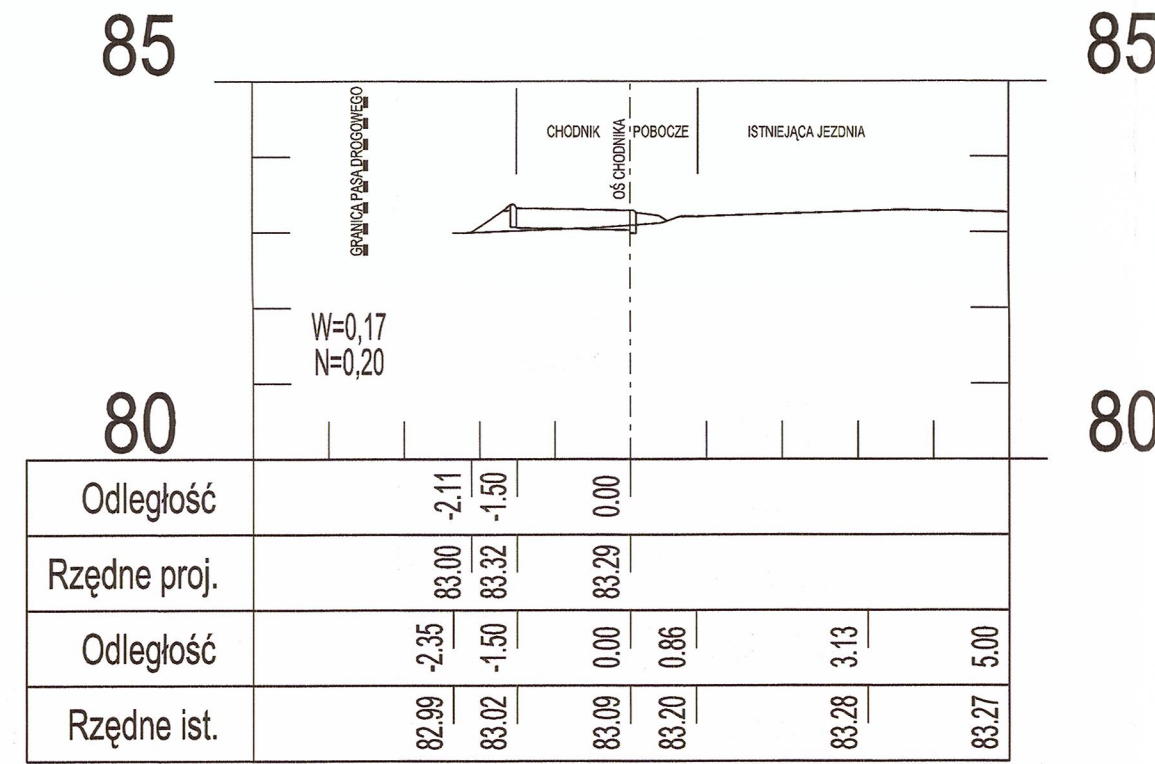 85
85
GRANICA PASA DROGOWEGO
CHODNIK
OŚ CHODNIKA
POBOCZE
ISTNIEJĄCA JEZDNIA
W=0,17
N=0,20
80
80
Odległość -2.11 -1.50 0.00
Rzędne proj. 83.00 83.32 83.29
Odległość -2.35 -1.50 0.00 0.86 3.13 5.00
Rzędne ist. 82.99 83.02 83.09 83.20 83.28 83.27